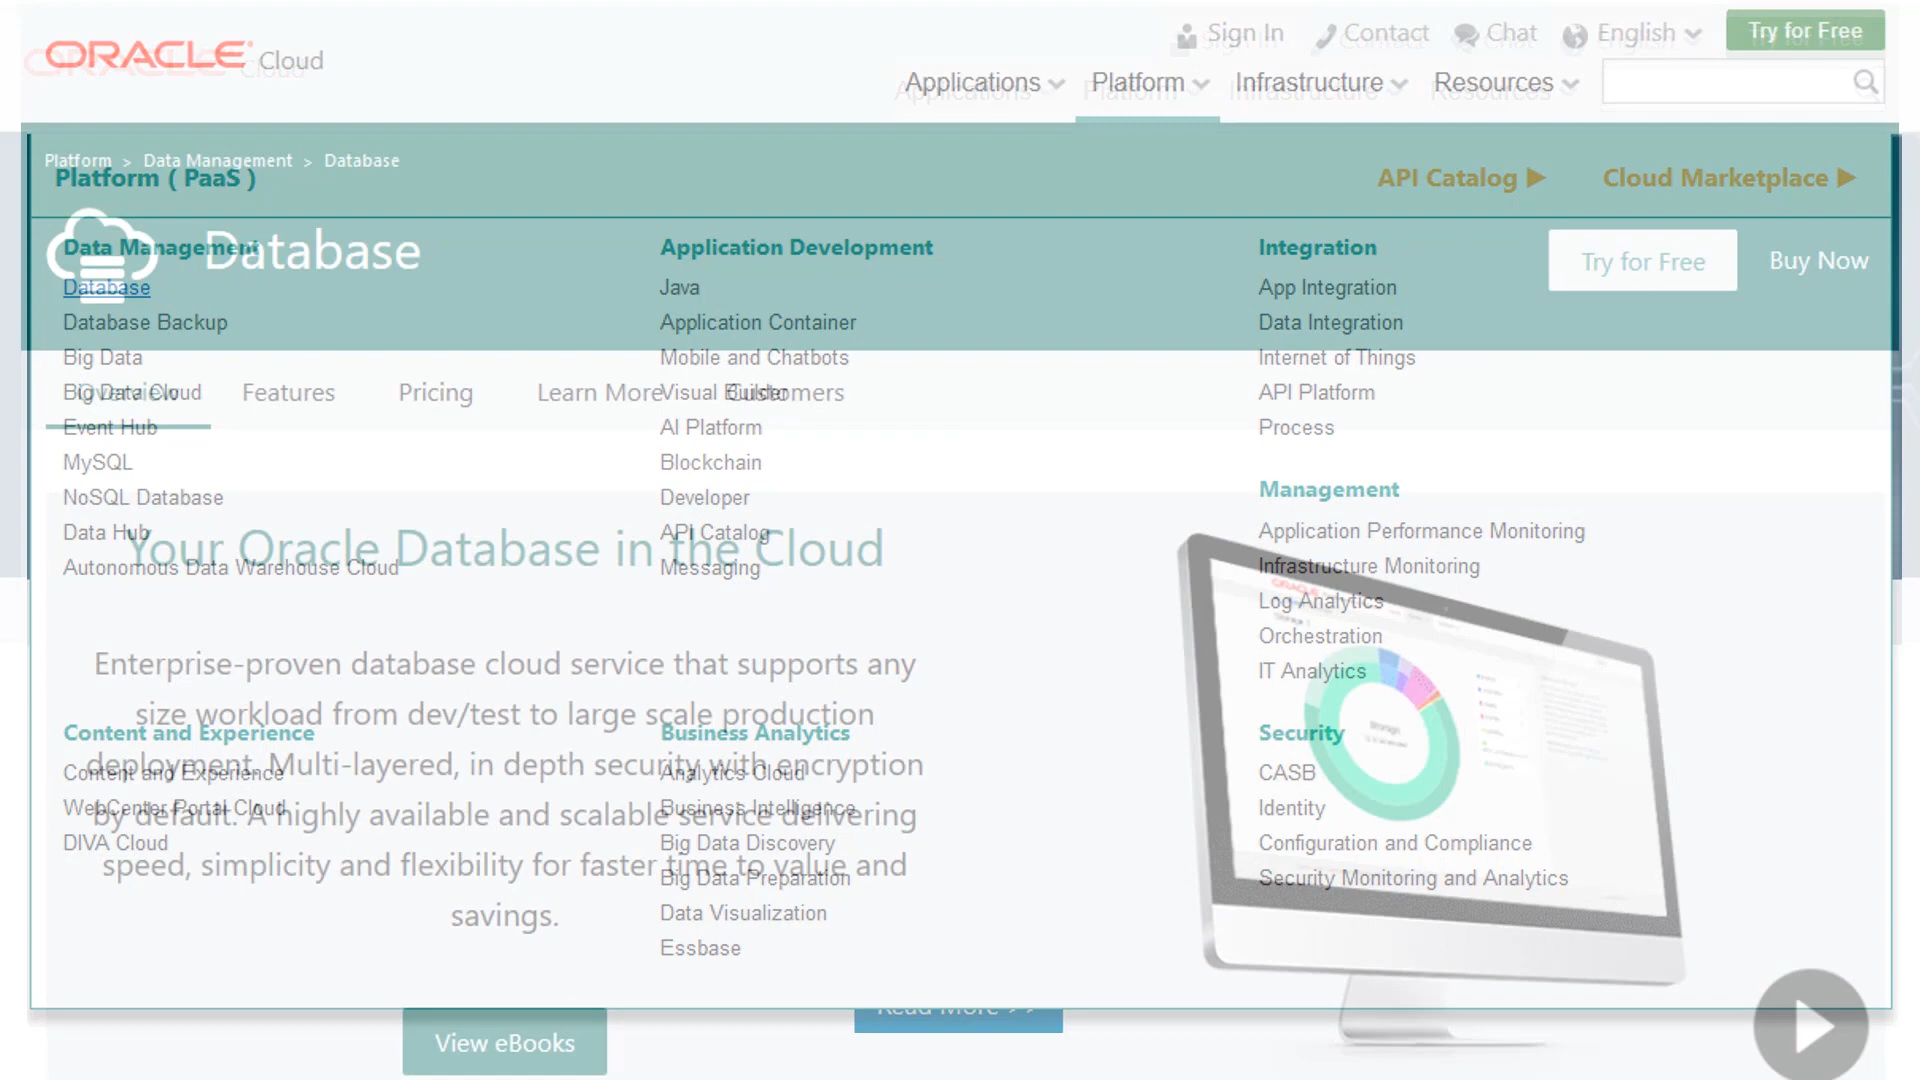 ORACLE Cloud
Sign In Contact Chat English Try for Free
Applications Platform Infrastructure Resources
Platform > Data Management > Database
Platform ( PaaS ) API Catalog Cloud Marketplace
Database
Try for Free Buy Now
Data Management
Database
Database Backup
Big Data
Big Data Cloud
Event Hub
MySQL
NoSQL Database
Data Hub
Autonomous Data Warehouse Cloud
Application Development
Java
Application Container
Mobile and Chatbots
Visual Builder
AI Platform
Blockchain
Developer
API Catalog
Messaging
Integration
App Integration
Data Integration
Internet of Things
API Platform
Process
Management
Application Performance Monitoring
Infrastructure Monitoring
Log Analytics
Orchestration
IT Analytics
Content and Experience
Content and Experience
WebCenter Portal Cloud
DIVA Cloud
Business Analytics
Analytics Cloud
Business Intelligence
Big Data Discovery
Big Data Preparation
Data Visualization
Essbase
Security
CASB
Identity
Configuration and Compliance
Security Monitoring and Analytics
Overview Features Pricing Learn More Customers
Your Oracle Database in the Cloud
Enterprise-proven database cloud service that supports any
size workload from dev/test to large scale production
deployment. Multi-layered, in depth security with encryption
by default. A highly available and scalable service delivering
speed, simplicity and flexibility for faster time to value and
savings.
View eBooks
Read More >>
ORACLE
Storage